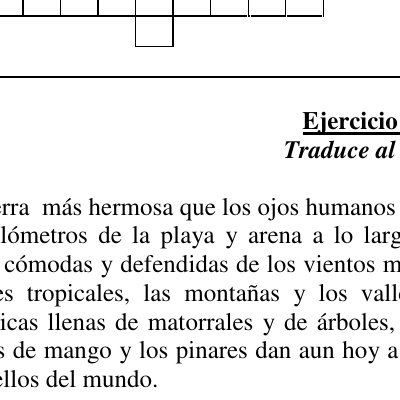 Ejercicio
Traduce al
erra más hermosa que los ojos humanos
lómetros de la playa y arena a lo larg
cómodas y defendidas de los vientos m
es tropicales, las montañas y los vall
icas llenas de matorrales y de árboles,
s de mango y los pinares dan aun hoy a
ellos del mundo.